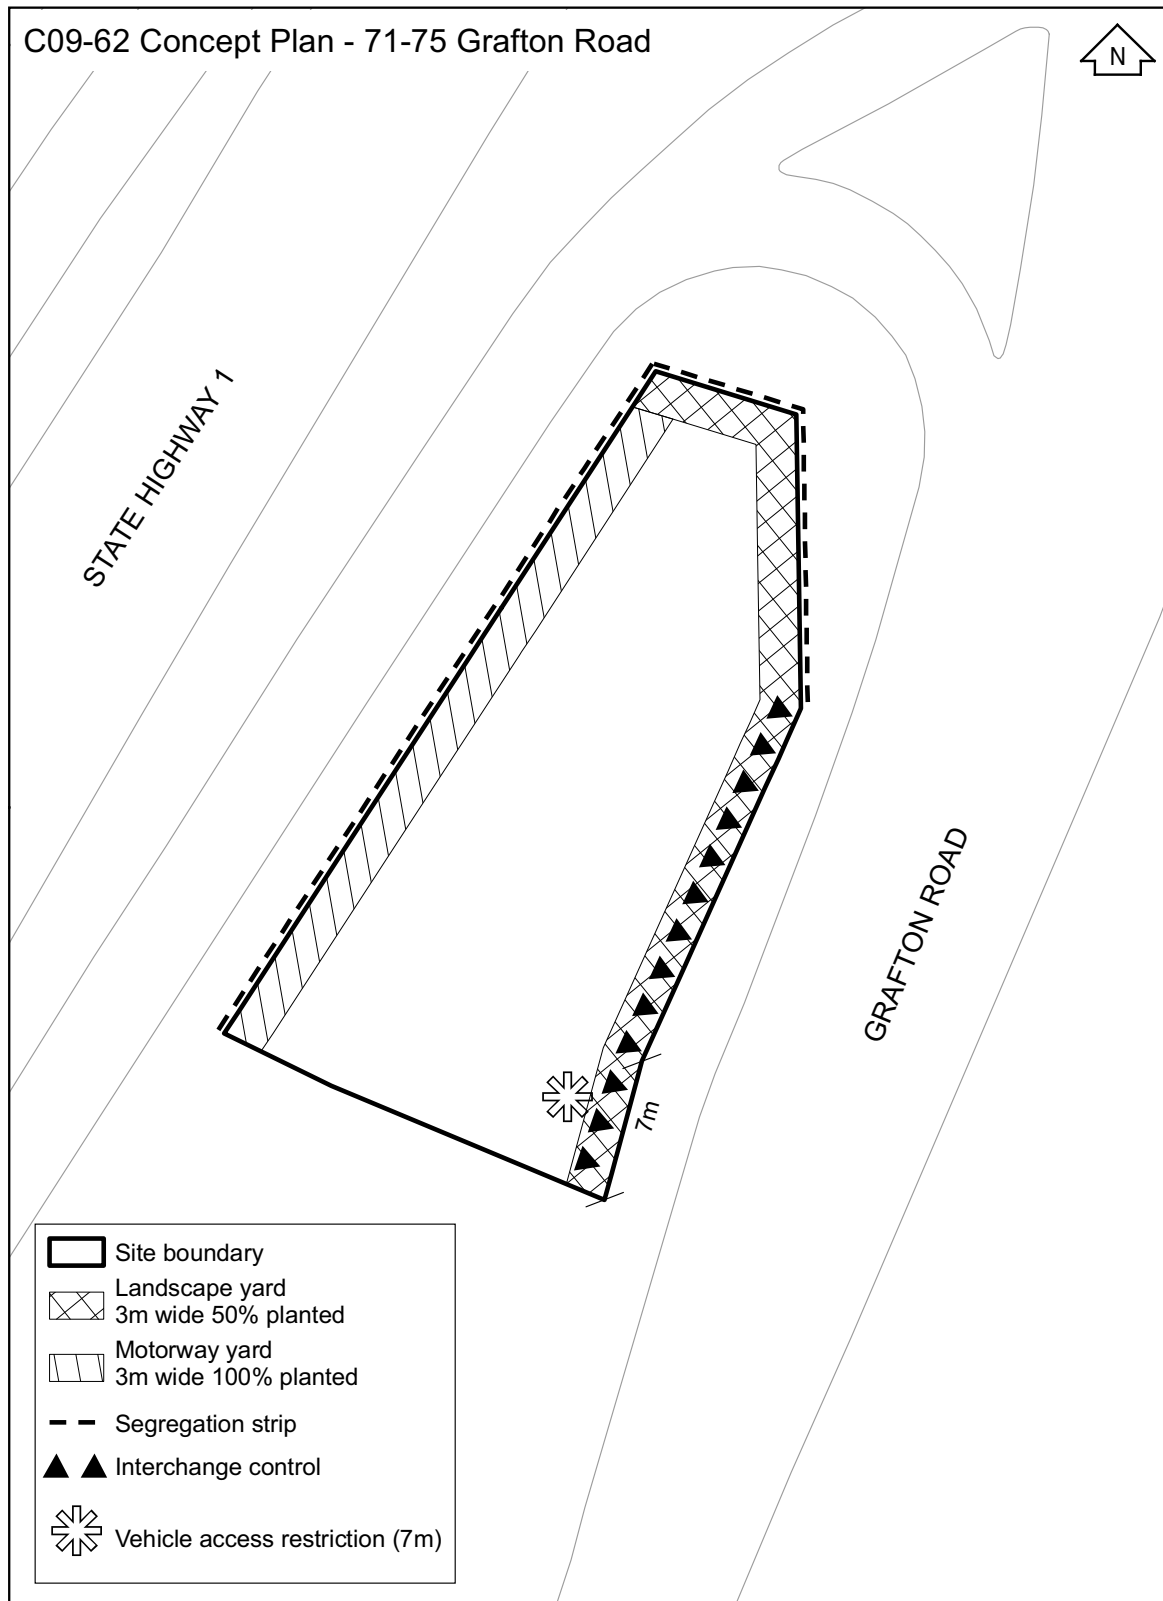 C09-62 Concept Plan - 71-75 Grafton Road
N
STATE HIGHWAY 1
GRAFTON ROAD
7m
Site boundary
Landscape yard
3m wide 50% planted
Motorway yard
3m wide 100% planted
Segregation strip
Interchange control
Vehicle access restriction (7m)